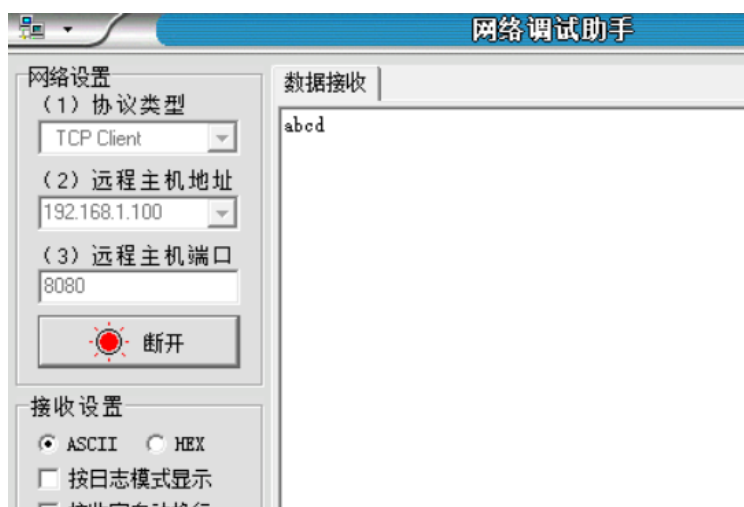 网络调试助手
网络设置
(1) 协议类型
TCP Client
(2) 远程主机地址
192.168.1.100
(3) 远程主机端口
8080
断开
接收设置
ASCII HEX
按日志模式显示
数据接收
abcd